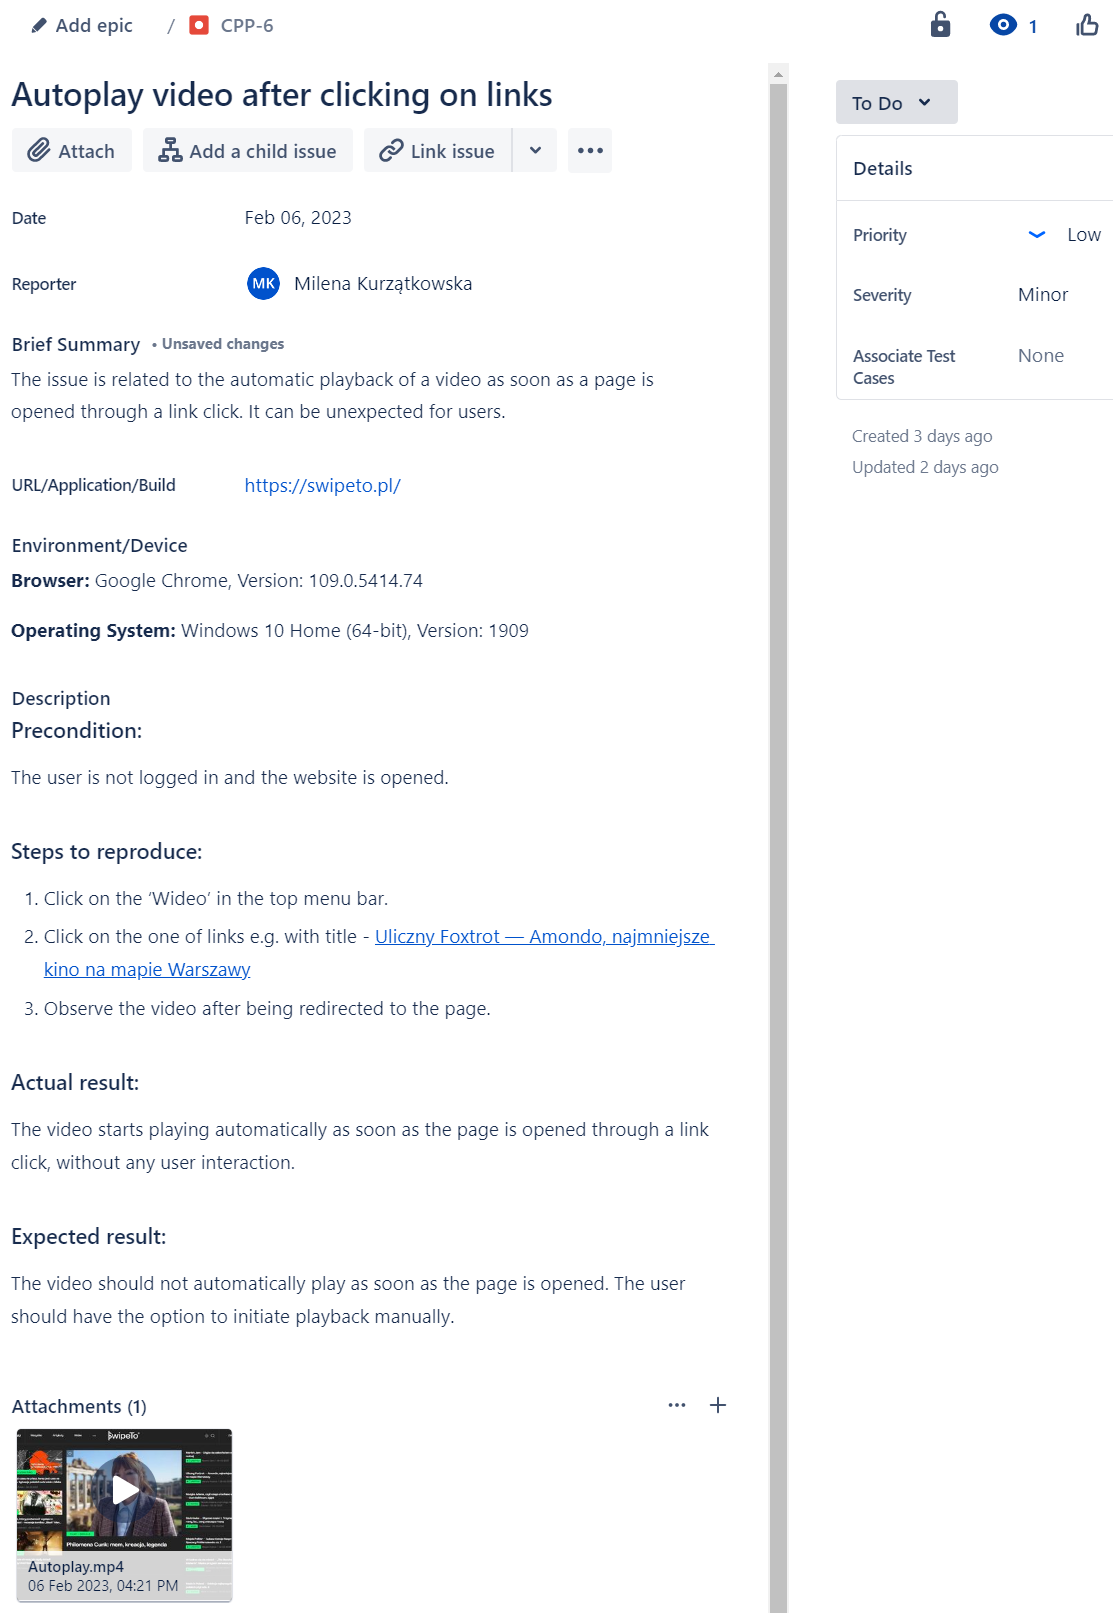 Add epic / CPP-6
1
Autoplay video after clicking on links
Attach Add a child issue Link issue
Date Feb 06, 2023
Reporter MK Milena Kurzątkowska
Brief Summary • Unsaved changes
The issue is related to the automatic playback of a video as soon as a page is
opened through a link click. It can be unexpected for users.
URL/Application/Build https://swipeto.pl/
Environment/Device
Browser: Google Chrome, Version: 109.0.5414.74
Operating System: Windows 10 Home (64-bit), Version: 1909
Description
Precondition:
The user is not logged in and the website is opened.
Steps to reproduce:
1. Click on the ‘Wideo’ in the top menu bar.
2. Click on the one of links e.g. with title - Uliczny Foxtrot — Amondo, najmniejsze
kino na mapie Warszawy
3. Observe the video after being redirected to the page.
Actual result:
The video starts playing automatically as soon as the page is opened through a link
click, without any user interaction.
Expected result:
The video should not automatically play as soon as the page is opened. The user
should have the option to initiate playback manually.
Attachments (1)
SwipeTo
Philomena Cunk: mem, kreacja, legenda
Autoplay.mp4
06 Feb 2023, 04:21 PM
To Do
Details
Priority Low
Severity Minor
Associate Test None
Cases
Created 3 days ago
Updated 2 days ago